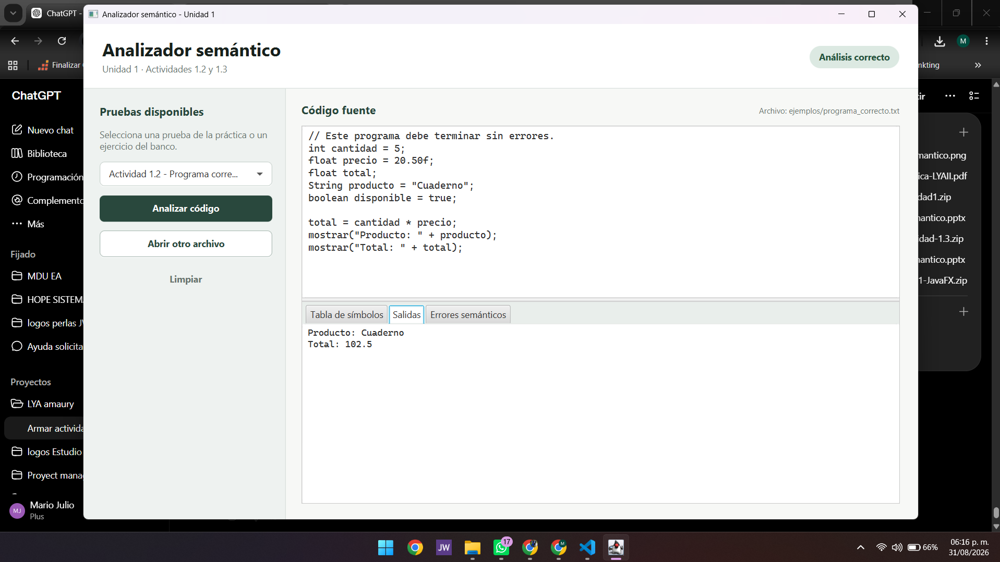 ChatGPT -
Analizador semántico - Unidad 1
M
Finalizar
mkting
ChatGPT
Nuevo chat
Biblioteca
Programación
Complemento
Más
Fijado
MDU EA
HOPE SISTEM
logos perlas
Ayuda solicita
Proyectos
LYA amaury
Armar activida
logos Estudio
Proyect mana
MJ
Mario Julio
Plus
Analizador semántico
Unidad 1 · Actividades 1.2 y 1.3
Análisis correcto
Pruebas disponibles
Selecciona una prueba de la práctica o un
ejercicio del banco.
Actividad 1.2 - Programa corre...
Analizar código
Abrir otro archivo
Limpiar
Código fuente
Archivo: ejemplos/programa_correcto.txt
// Este programa debe terminar sin errores.
int cantidad = 5;
float precio = 20.50f;
float total;
String producto = "Cuaderno";
boolean disponible = true;
total = cantidad * precio;
mostrar("Producto: " + producto);
mostrar("Total: " + total);
Tabla de símbolos
Salidas
Errores semánticos
Producto: Cuaderno
Total: 102.5
ir
mantico.png
ica-LYAII.pdf
dad1.zip
mantico.pptx
idad-1.3.zip
nantico.pptx
1-JavaFX.zip
JW
17
M
66%
06:16 p. m.
31/08/2026